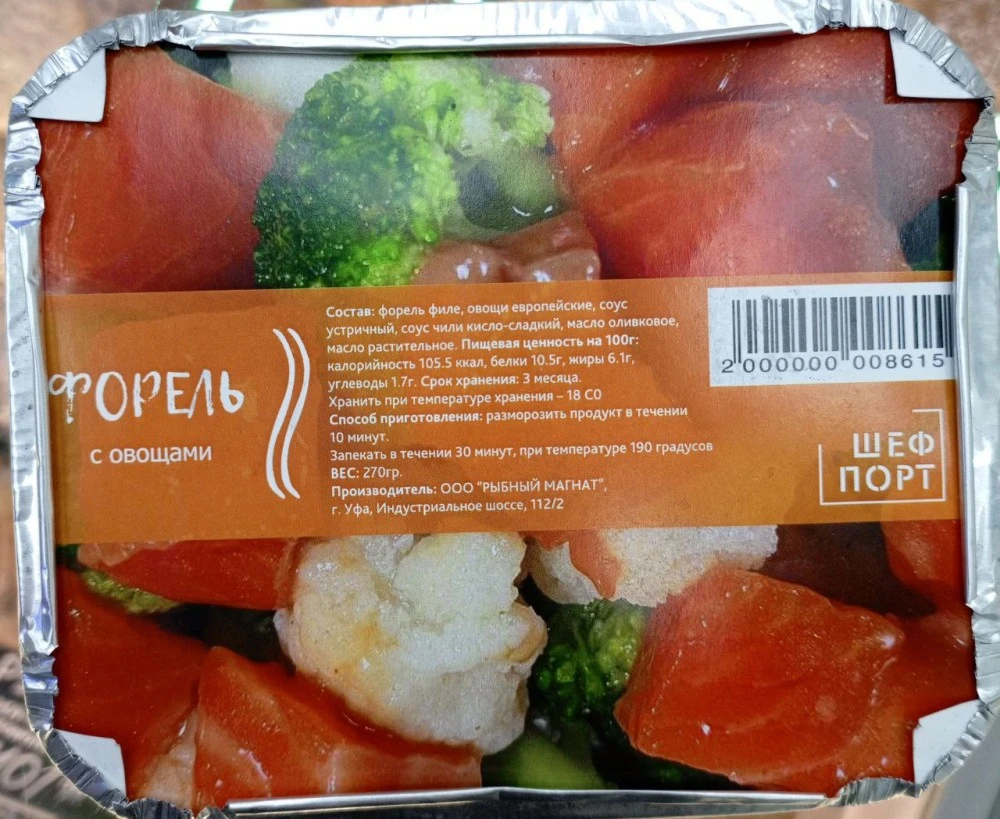 ФОРЕЛЬ
с овощами
Состав: форель филе, овощи европейские, соус
устричный, соус чили кисло-сладкий, масло оливковое,
масло растительное. Пищевая ценность на 100г:
калорийность 105.5 ккал, белки 10.5г, жиры 6.1г,
углеводы 1.7г. Срок хранения: 3 месяца.
Хранить при температуре хранения – 18 СО
Способ приготовления: разморозить продукт в течении
10 минут.
Запекать в течении 30 минут, при температуре 190 градусов
ВЕС: 270гр.
Производитель: ООО "РЫБНЫЙ МАГНАТ",
г. Уфа, Индустриальное шоссе, 112/2
2 000000 008615
ШЕФ
ПОРТ